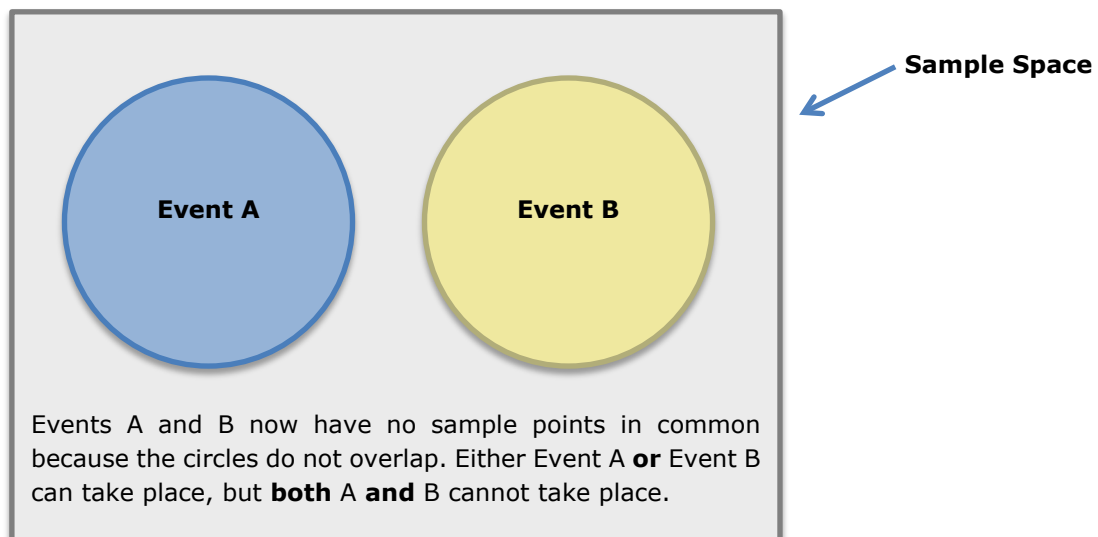 Sample Space
Event A
Event B
Events A and B now have no sample points in common
because the circles do not overlap. Either Event A or Event B
can take place, but both A and B cannot take place.